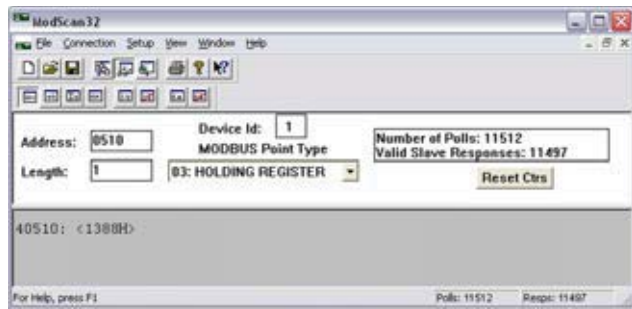 ModScan32
File Connection Setup View Window Help
Address: 0510
Device Id: 1
MODBUS Point Type
Length: 1
03: HOLDING REGISTER
Number of Polls: 11512
Valid Slave Responses: 11497
Reset Ctrs
40510: <1388H>
For Help, press F1
Polls: 11512
Resps: 11497